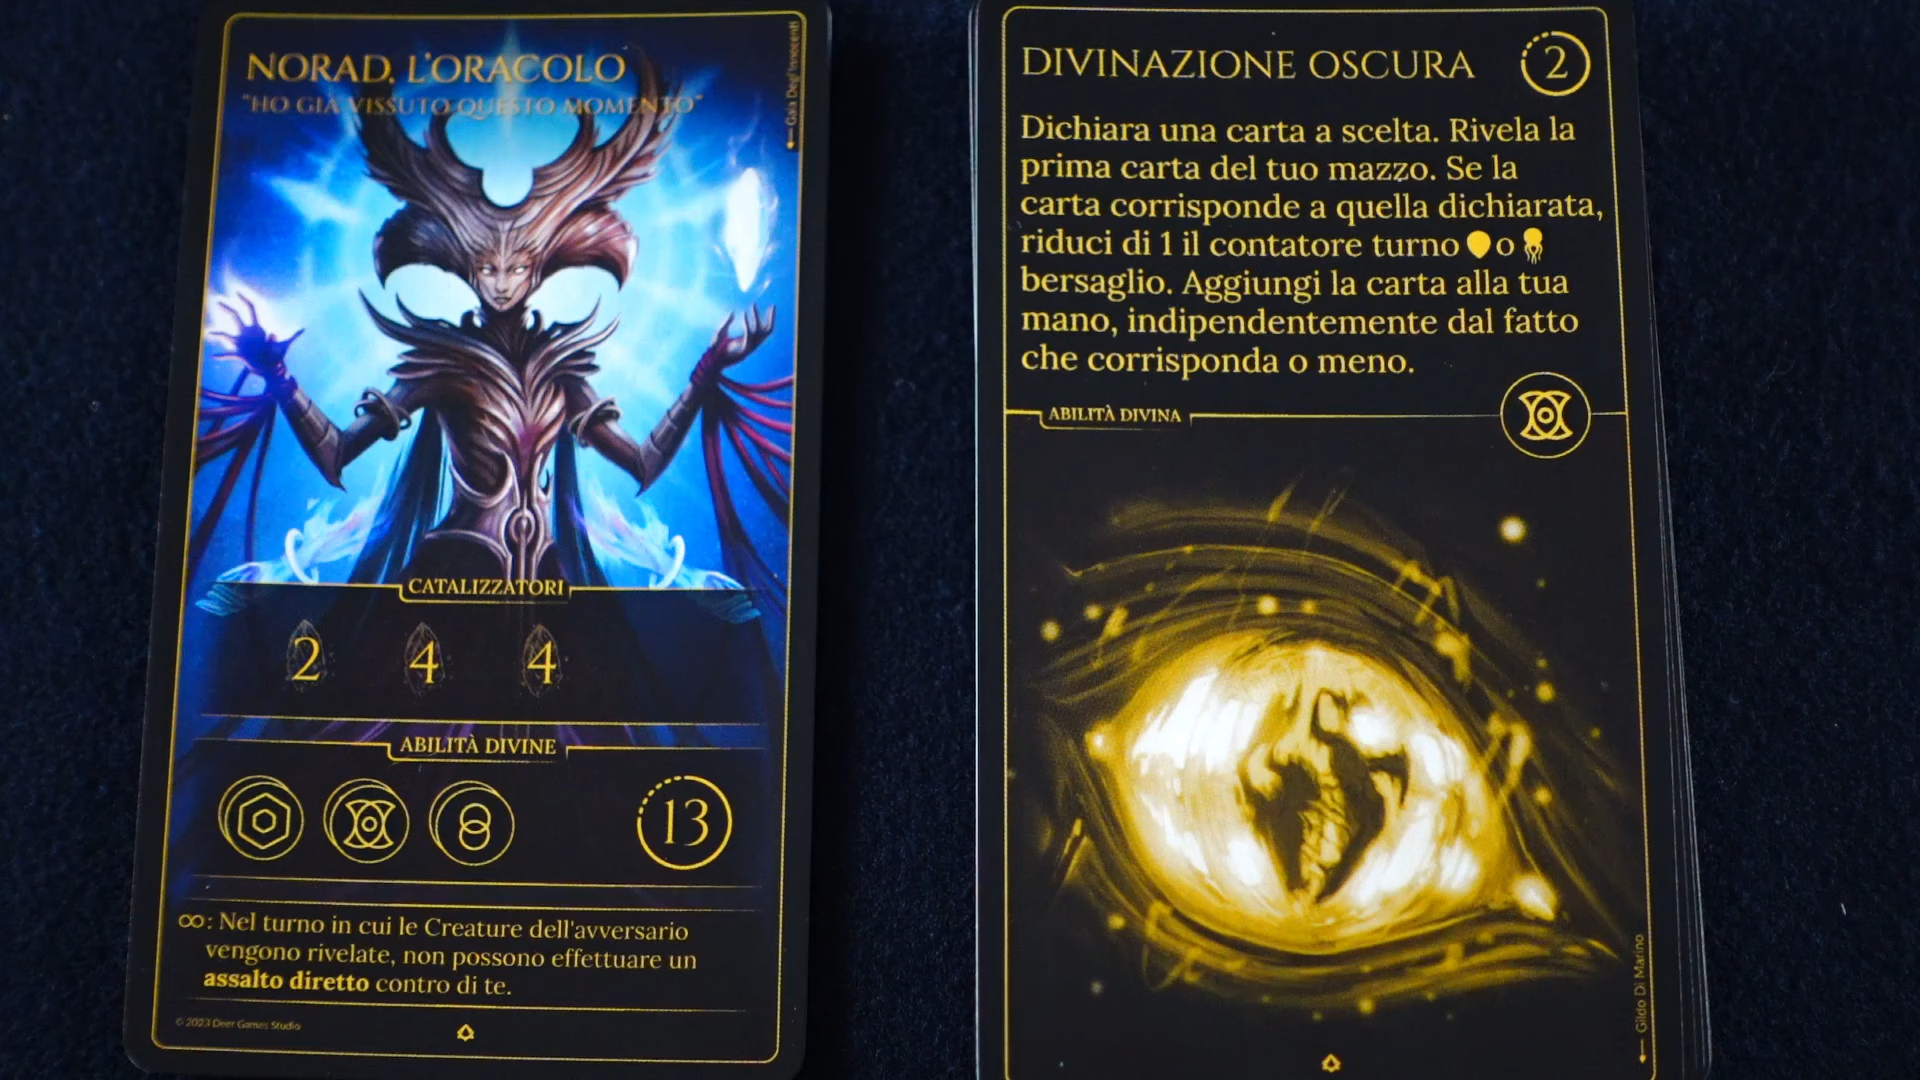 NORAD, L'ORACOLO
"HO GIÀ VISSUTO QUESTO MOMENTO"
Gaia Degl'Innocenti
CATALIZZATORI
2 4 4
ABILITÀ DIVINE
13
∞: Nel turno in cui le Creature dell'avversario
vengono rivelate, non possono effettuare un
assalto diretto contro di te.
© 2023 Deer Games Studio
DIVINAZIONE OSCURA 2
Dichiara una carta a scelta. Rivela la
prima carta del tuo mazzo. Se la
carta corrisponde a quella dichiarata,
riduci di 1 il contatore turno o
bersaglio. Aggiungi la carta alla tua
mano, indipendentemente dal fatto
che corrisponda o meno.
ABILITÀ DIVINA
Gildo Di Marino